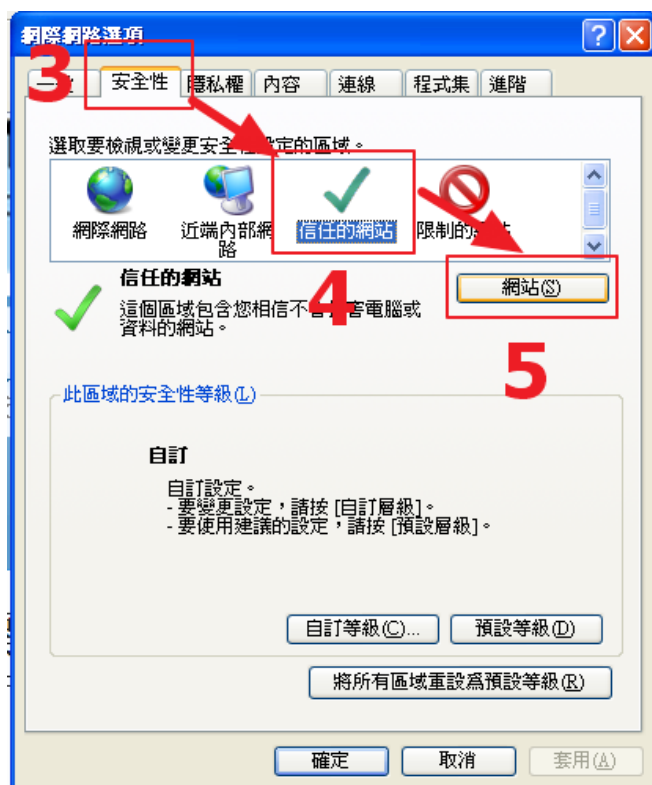 網際網路選項
3
安全性 隱私權 內容 連線 程式集 進階
選取要檢視或變更安全性設定的區域。
網際網路 近端內部網路 信任的網站 限制的
4
信任的網站
這個區域包含您相信不會 電腦或
資料的網站。
網站(S)
5
此區域的安全性等級(L)
自訂
自訂設定。
- 要變更設定,請按 [自訂層級]。
- 要使用建議的設定,請按 [預設層級]。
自訂等級(C)... 預設等級(D)
將所有區域重設為預設等級(R)
確定 取消 套用(A)